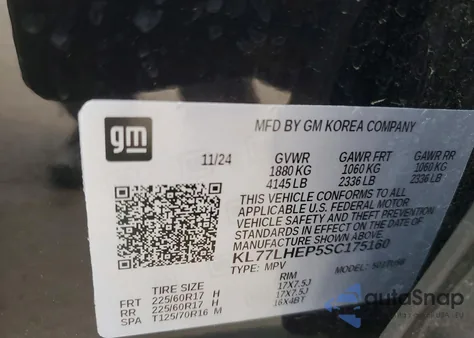 gm
MFD BY GM KOREA COMPANY
11/24 GVWR GAWR FRT GAWR RR
1880 KG 1060 KG 1060 KG
4145 LB 2336 LB 2336 LB
THIS VEHICLE CONFORMS TO ALL
APPLICABLE U.S. FEDERAL MOTOR
VEHICLE SAFETY AND THEFT PREVENTION
STANDARDS IN EFFECT ON THE DATE OF
MANUFACTURE SHOWN ABOVE.
KL77LHEP5SC175160
TYPE: MPV MODEL:
TIRE SIZE RIM
FRT 225/60R17 H 17X7.5J
RR 225/60R17 H 17X7.5J
SPA T125/70R16 M 16X4BT
autoSnap